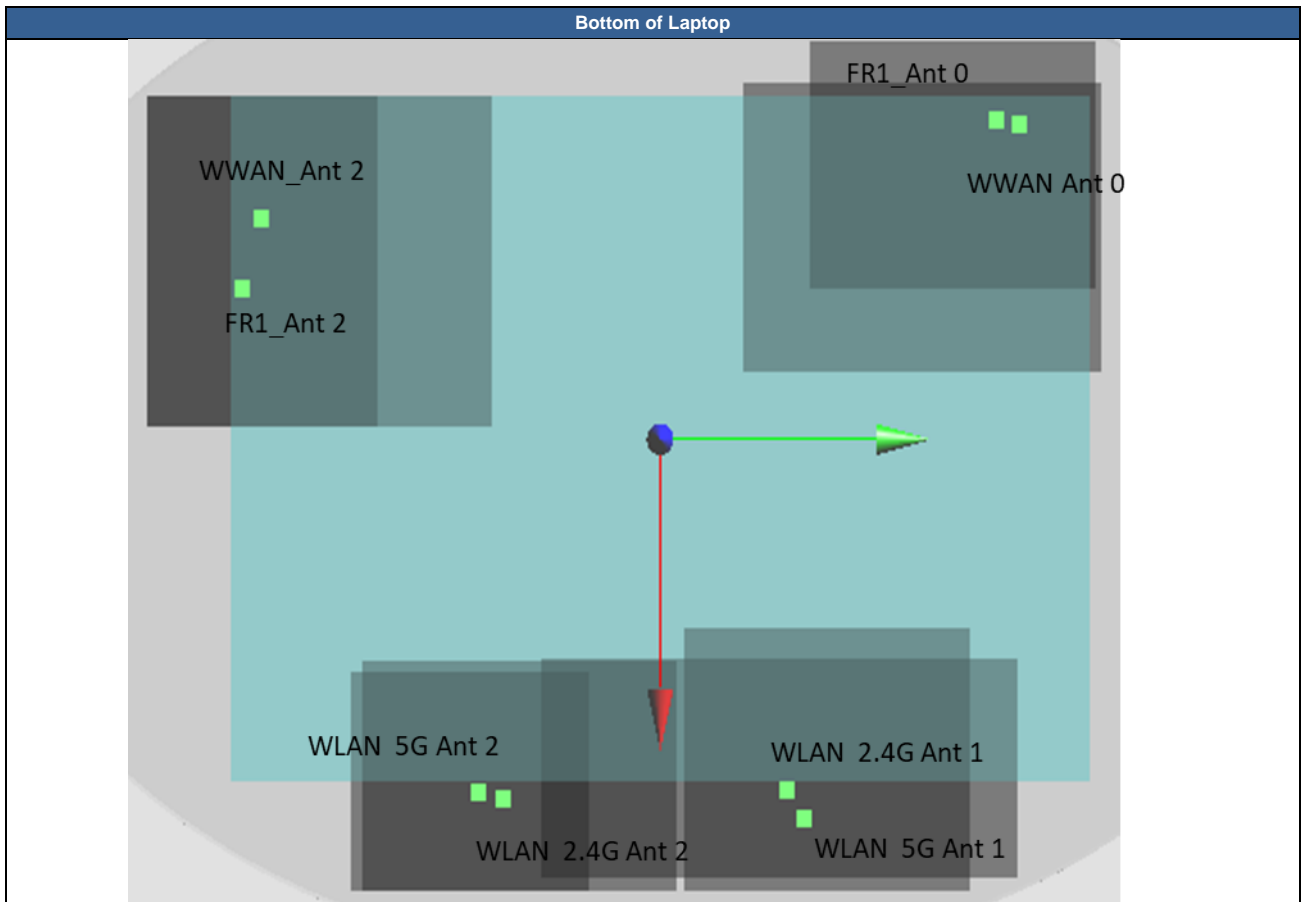 Bottom of Laptop
FR1_Ant 0
WWAN_Ant 2
WWAN Ant 0
FR1_Ant 2
WLAN 5G Ant 2
WLAN 2.4G Ant 1
WLAN 2.4G Ant 2
WLAN 5G Ant 1